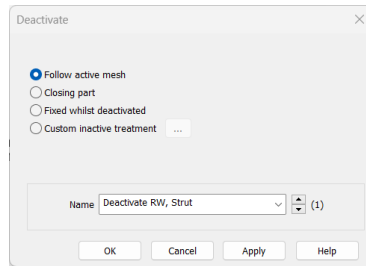 Deactivate
Follow active mesh
Closing part
Fixed whilst deactivated
Custom inactive treatment ...
Name Deactivate RW, Strut (1)
OK Cancel Apply Help